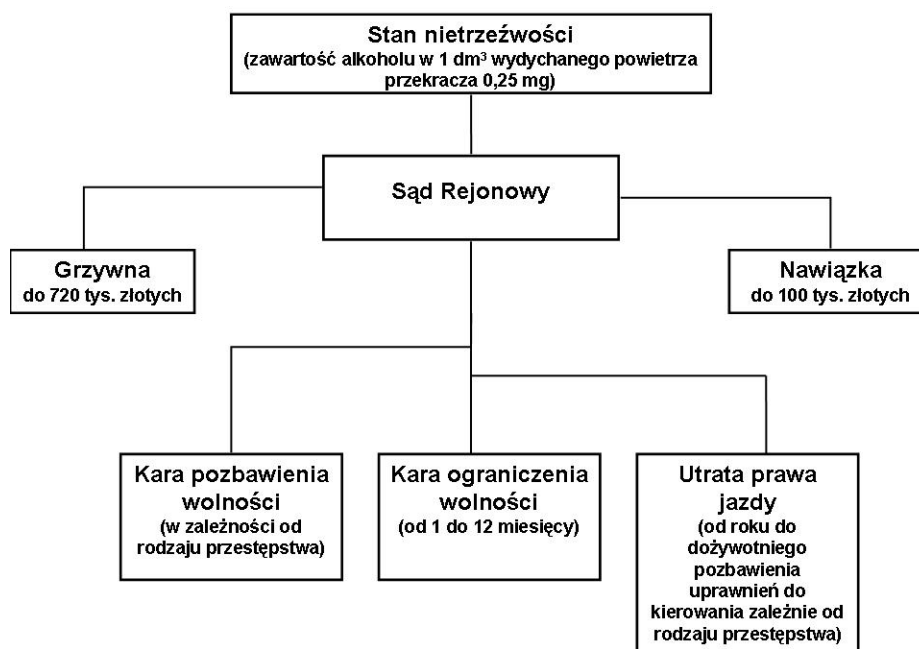 Stan nietrzeźwości
(zawartość alkoholu w 1 dm³ wydychanego powietrza
przekracza 0,25 mg)
Sąd Rejonowy
Grzywna
do 720 tys. złotych
Nawiązka
do 100 tys. złotych
Kara pozbawienia
wolności
(w zależności od
rodzaju przestępstwa)
Kara ograniczenia
wolności
(od 1 do 12 miesięcy)
Utrata prawa
jazdy
(od roku do
dożywotniego
pozbawienia
uprawnień do
kierowania zależnie od
rodzaju przestępstwa)